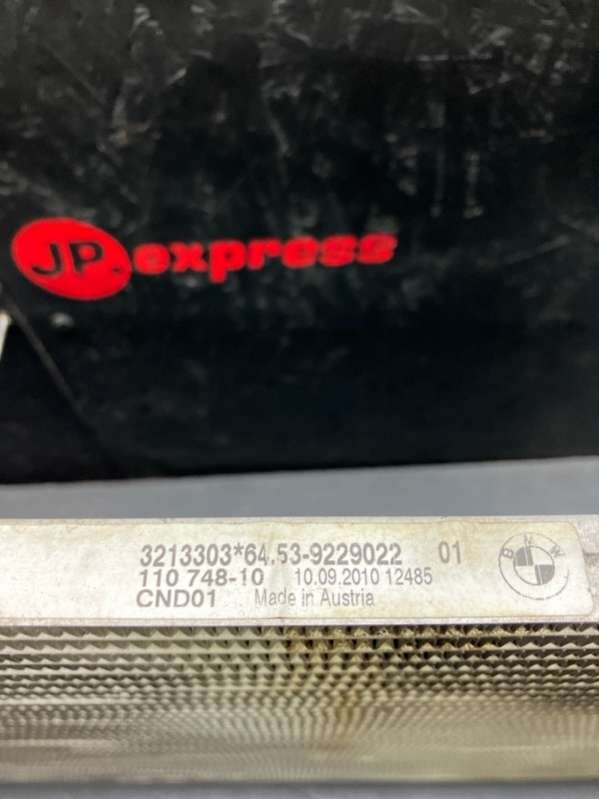 JP. express
3213303*64.53-9229022 01
110 748-10 10.09.2010 12485
CND01 Made in Austria
BMW